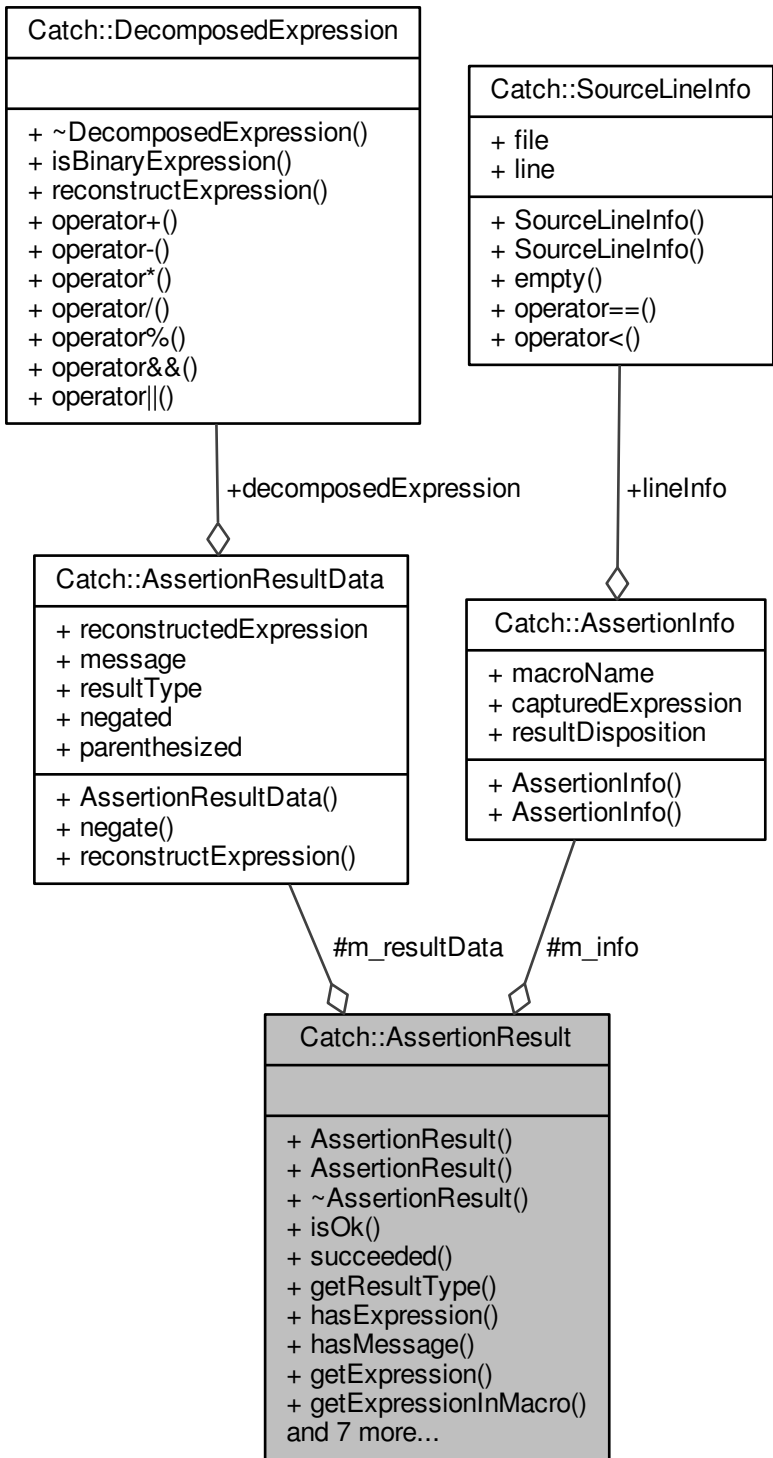 Catch::DecomposedExpression
+ ~DecomposedExpression()
+ isBinaryExpression()
+ reconstructExpression()
+ operator+()
+ operator-()
+ operator*()
+ operator/()
+ operator%()
+ operator&&()
+ operator||()
Catch::SourceLineInfo
+ file
+ line
+ SourceLineInfo()
+ SourceLineInfo()
+ empty()
+ operator==()
+ operator<()
+decomposedExpression
+lineInfo
Catch::AssertionResultData
+ reconstructedExpression
+ message
+ resultType
+ negated
+ parenthesized
+ AssertionResultData()
+ negate()
+ reconstructExpression()
Catch::AssertionInfo
+ macroName
+ capturedExpression
+ resultDisposition
+ AssertionInfo()
+ AssertionInfo()
#m_resultData
#m_info
Catch::AssertionResult
+ AssertionResult()
+ AssertionResult()
+ ~AssertionResult()
+ isOk()
+ succeeded()
+ getResultType()
+ hasExpression()
+ hasMessage()
+ getExpression()
+ getExpressionInMacro()
and 7 more...